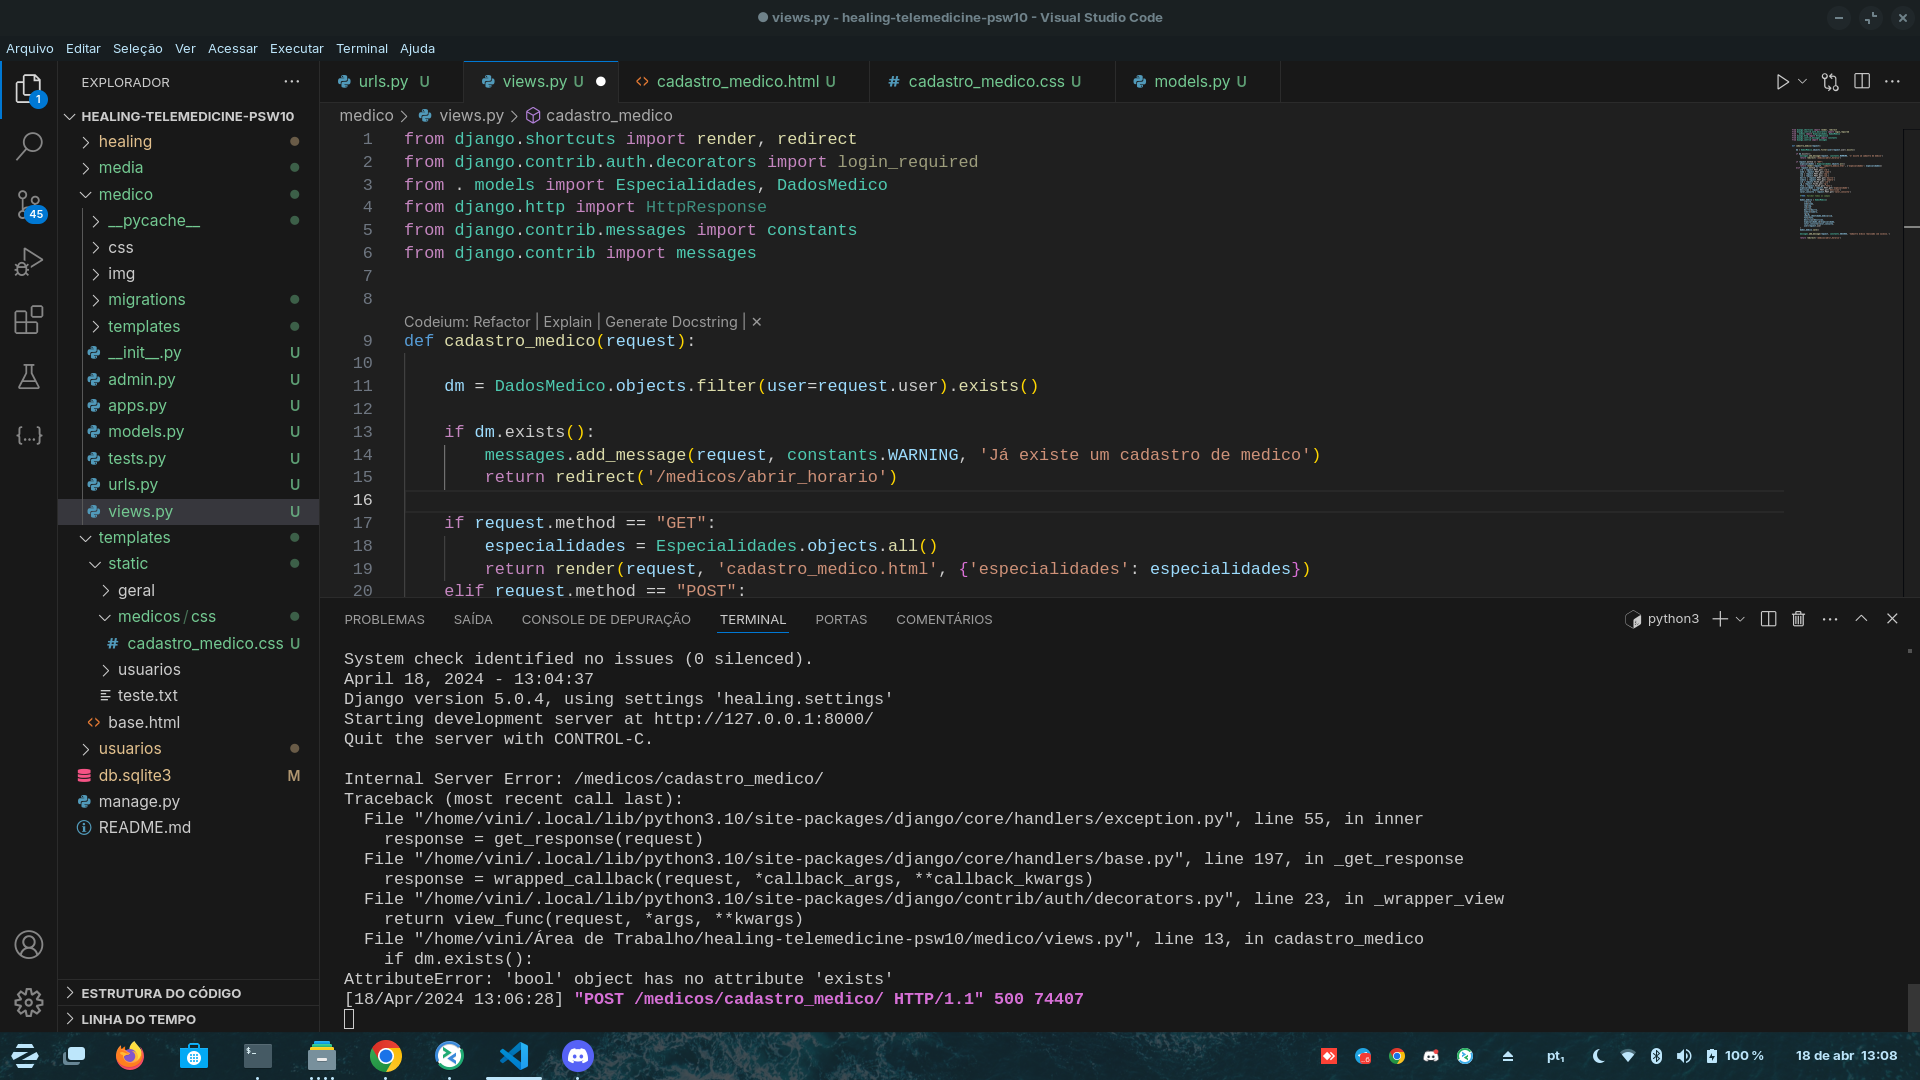 views.py - healing-telemedicine-psw10 - Visual Studio Code
Arquivo Editar Seleção Ver Acessar Executar Terminal Ajuda
EXPLORADOR
urls.py U
views.py U
cadastro_medico.html U
cadastro_medico.css U
models.py U
medico > views.py > cadastro_medico
1
45
HEALING-TELEMEDICINE-PSW10
healing
media
medico
__pycache__
css
img
migrations
templates
__init__.py U
admin.py U
apps.py U
models.py U
tests.py U
urls.py U
views.py U
templates
static
geral
medicos / css
cadastro_medico.css U
usuarios
teste.txt
base.html
usuarios
db.sqlite3 M
manage.py
README.md
ESTRUTURA DO CÓDIGO
LINHA DO TEMPO
1 from django.shortcuts import render, redirect
2 from django.contrib.auth.decorators import login_required
3 from . models import Especialidades, DadosMedico
4 from django.http import HttpResponse
5 from django.contrib.messages import constants
6 from django.contrib import messages
7
8
Codeium: Refactor | Explain | Generate Docstring | ✕
9 def cadastro_medico(request):
10
11 dm = DadosMedico.objects.filter(user=request.user).exists()
12
13 if dm.exists():
14 messages.add_message(request, constants.WARNING, 'Já existe um cadastro de medico')
15 return redirect('/medicos/abrir_horario')
16
17 if request.method == "GET":
18 especialidades = Especialidades.objects.all()
19 return render(request, 'cadastro_medico.html', {'especialidades': especialidades})
20 elif request.method == "POST":
PROBLEMAS SAÍDA CONSOLE DE DEPURAÇÃO TERMINAL PORTAS COMENTÁRIOS
python3
System check identified no issues (0 silenced).
April 18, 2024 - 13:04:37
Django version 5.0.4, using settings 'healing.settings'
Starting development server at http://127.0.0.1:8000/
Quit the server with CONTROL-C.
Internal Server Error: /medicos/cadastro_medico/
Traceback (most recent call last):
File "/home/vini/.local/lib/python3.10/site-packages/django/core/handlers/exception.py", line 55, in inner
response = get_response(request)
File "/home/vini/.local/lib/python3.10/site-packages/django/core/handlers/base.py", line 197, in _get_response
response = wrapped_callback(request, *callback_args, **callback_kwargs)
File "/home/vini/.local/lib/python3.10/site-packages/django/contrib/auth/decorators.py", line 23, in _wrapper_view
return view_func(request, *args, **kwargs)
File "/home/vini/Área de Trabalho/healing-telemedicine-psw10/medico/views.py", line 13, in cadastro_medico
if dm.exists():
AttributeError: 'bool' object has no attribute 'exists'
[18/Apr/2024 13:06:28] "POST /medicos/cadastro_medico/ HTTP/1.1" 500 74407
pt₁
100 %
18 de abr 13:08